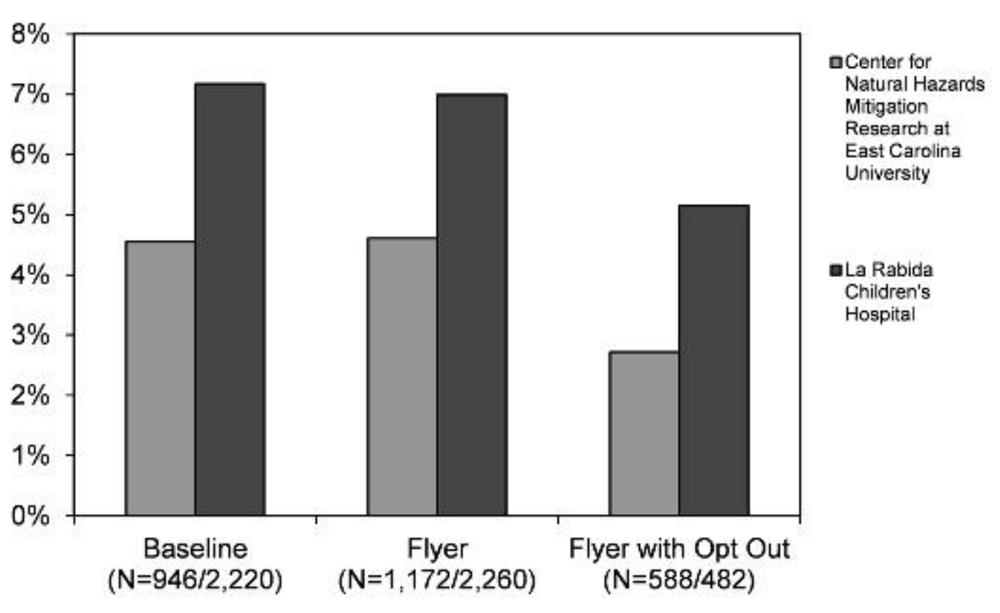 8%
7%
6%
5%
4%
3%
2%
1%
0%
Baseline
(N=946/2,220)
Flyer
(N=1,172/2,260)
Flyer with Opt Out
(N=588/482)
Center for
Natural Hazards
Mitigation
Research at
East Carolina
University
La Rabida
Children's
Hospital